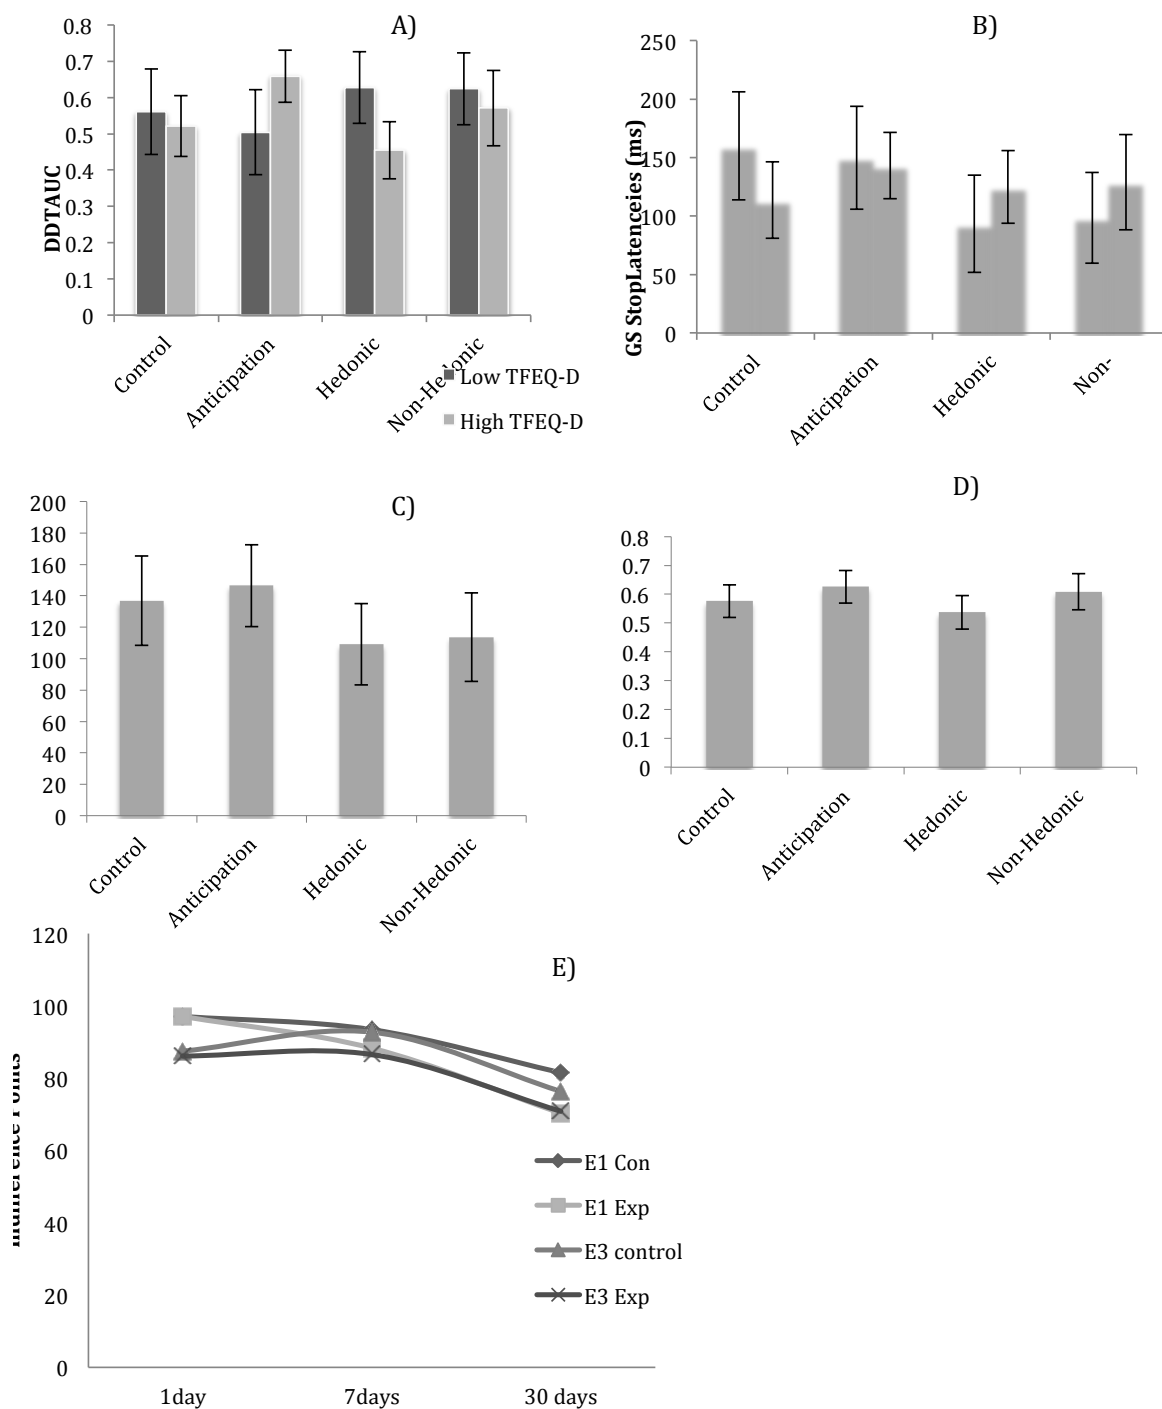 A)
0.8
0.7
0.6
0.5
0.4
0.3
0.2
0.1
0
DDTAUC
Control
Anticipation
Hedonic
Non-Hedonic
Low TFEQ-D
High TFEQ-D
B)
250
200
150
100
50
0
GS StopLatenceies (ms)
Control
Anticipation
Hedonic
Non-
C)
200
180
160
140
120
100
80
60
40
20
0
Control
Anticipation
Hedonic
Non-Hedonic
D)
0.8
0.7
0.6
0.5
0.4
0.3
0.2
0.1
0
Control
Anticipation
Hedonic
Non-Hedonic
E)
120
100
80
60
40
20
0
1day
7days
30 days
E1 Con
E1 Exp
E3 control
E3 Exp